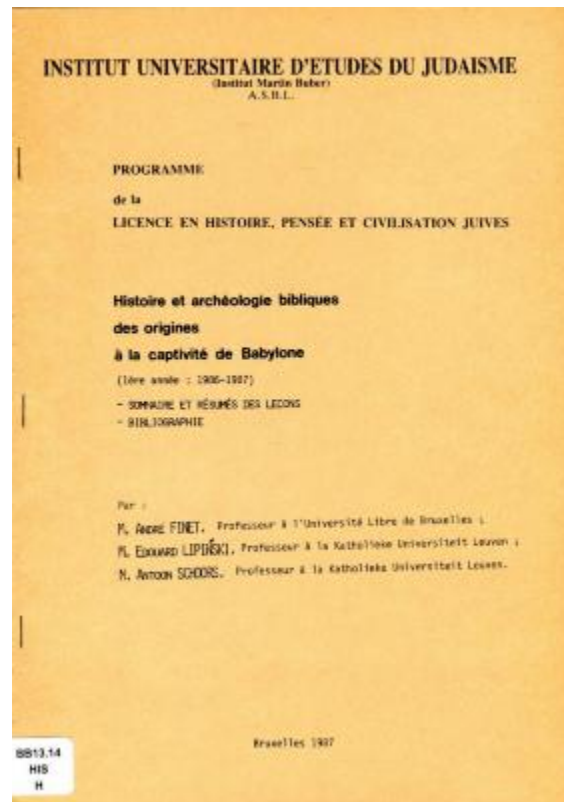 INSTITUT UNIVERSITAIRE D'ETUDES DU JUDAISME
(Institut Martin Buber)
A.S.B.L.
PROGRAMME
de la
LICENCE EN HISTOIRE, PENSÉE ET CIVILISATION JUIVES
Histoire et archéologie bibliques
des origines
à la captivité de Babylone
(1ère année : 1986-1987)
- SOMMAIRE ET RÉSUMÉS DES LECONS
- BIBLIOGRAPHIE
Par :
M. ANDRÉ FINET, Professeur à l'Université Libre de Bruxelles ;
M. EDOUARD LIPIŃSKI, Professeur à la Katholieke Universiteit Leuven ;
M. ANTOON SCHOORS, Professeur à la Katholieke Universiteit Leuven.
Bruxelles 1987
BB13.14
HIS
H